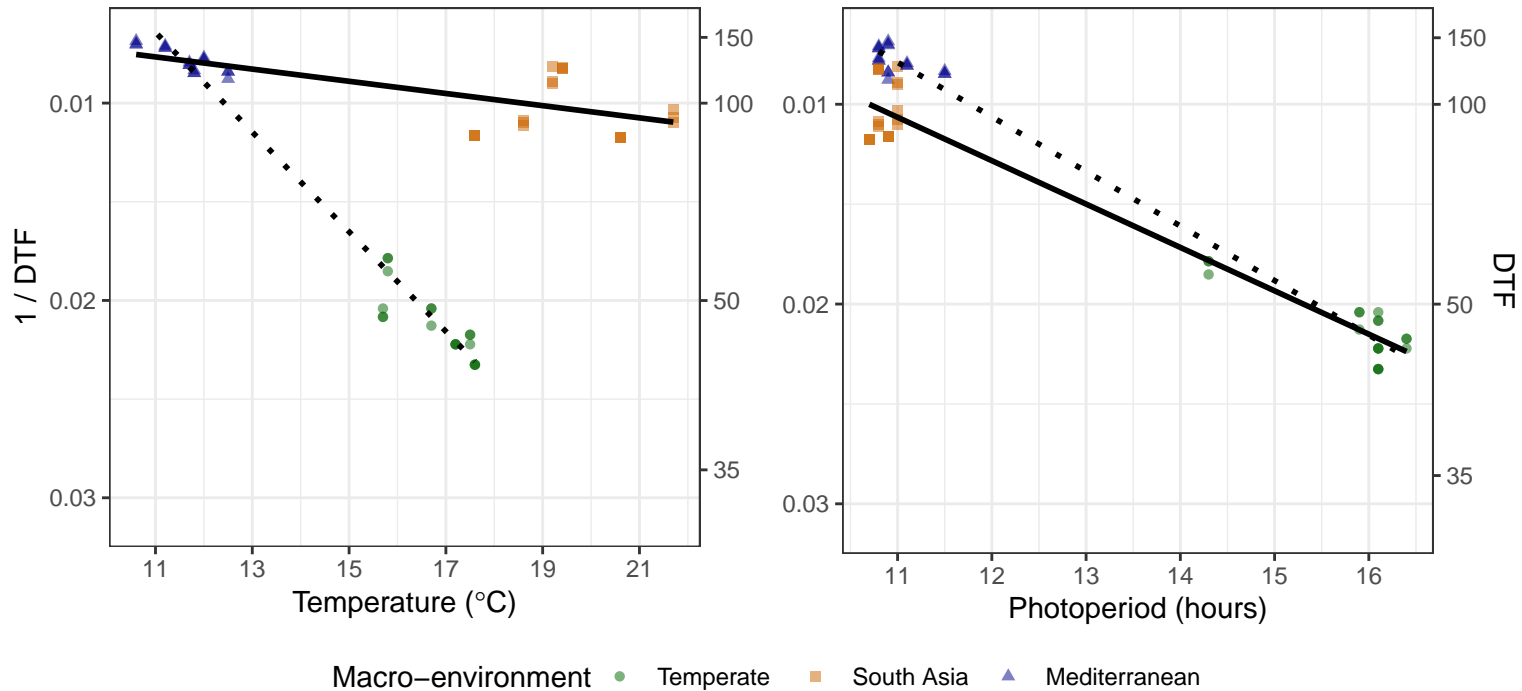 1 / DTF
0.01
0.02
0.03
150
100
50
35
11 13 15 17 19 21
Temperature (°C)
0.01
0.02
0.03
150
100
50
35
DTF
11 12 13 14 15 16
Photoperiod (hours)
Macro−environment Temperate South Asia Mediterranean